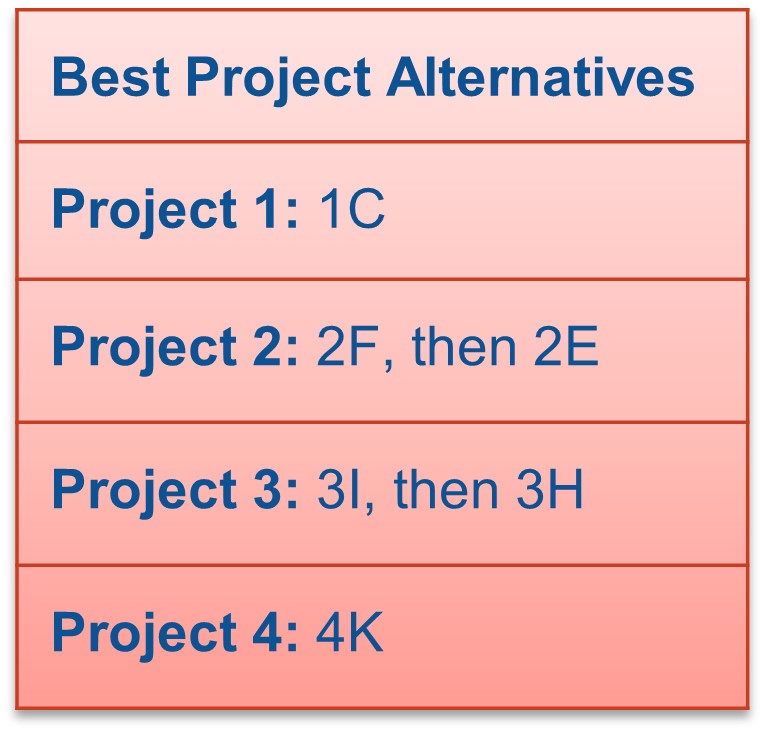 Best Project Alternatives
Project 1: 1C
Project 2: 2F, then 2E
Project 3: 3I, then 3H
Project 4: 4K